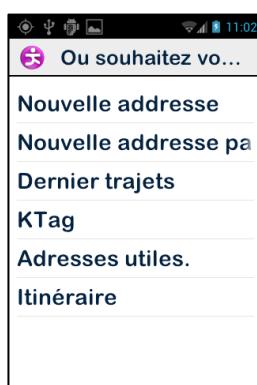 11:02
Ou souhaitez vo...
Nouvelle addresse
Nouvelle addresse pa
Dernier trajets
KTag
Adresses utiles.
Itinéraire